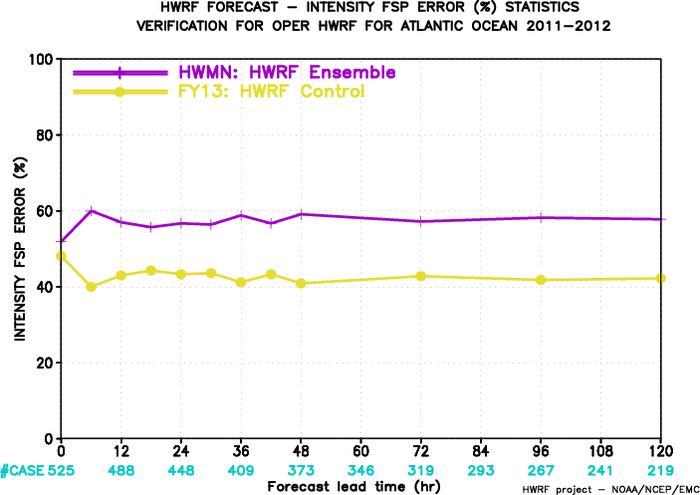 HWRF FORECAST - INTENSITY FSP ERROR (%) STATISTICS
VERIFICATION FOR OPER HWRF FOR ATLANTIC OCEAN 2011-2012
HWMN: HWRF Ensemble
FY13: HWRF Control
INTENSITY FSP ERROR (%)
100
80
60
40
20
0
0 12 24 36 48 60 72 84 96 108 120
#CASE 525 488 448 409 373 346 319 293 267 241 219
Forecast lead time (hr)
HWRF project - NOAA/NCEP/EMC